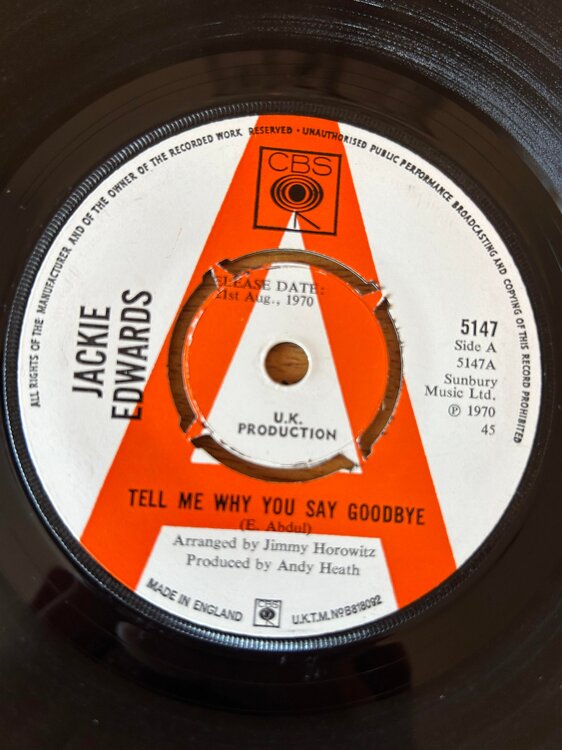 ALL RIGHTS OF THE MANUFACTURER AND OF THE OWNER OF THE RECORDED WORK RESERVED · UNAUTHORISED PUBLIC PERFORMANCE BROADCASTING AND COPYING OF THIS RECORD PROHIBITED
CBS
ELEASE DATE:
21st Aug., 1970
JACKIE
EDWARDS
5147
Side A
5147A
Sunbury
Music Ltd.
℗ 1970
45
U.K.
PRODUCTION
TELL ME WHY YOU SAY GOODBYE
(E. Abdul)
Arranged by Jimmy Horowitz
Produced by Andy Heath
MADE IN ENGLAND
CBS
U.K.T.M. No B818092